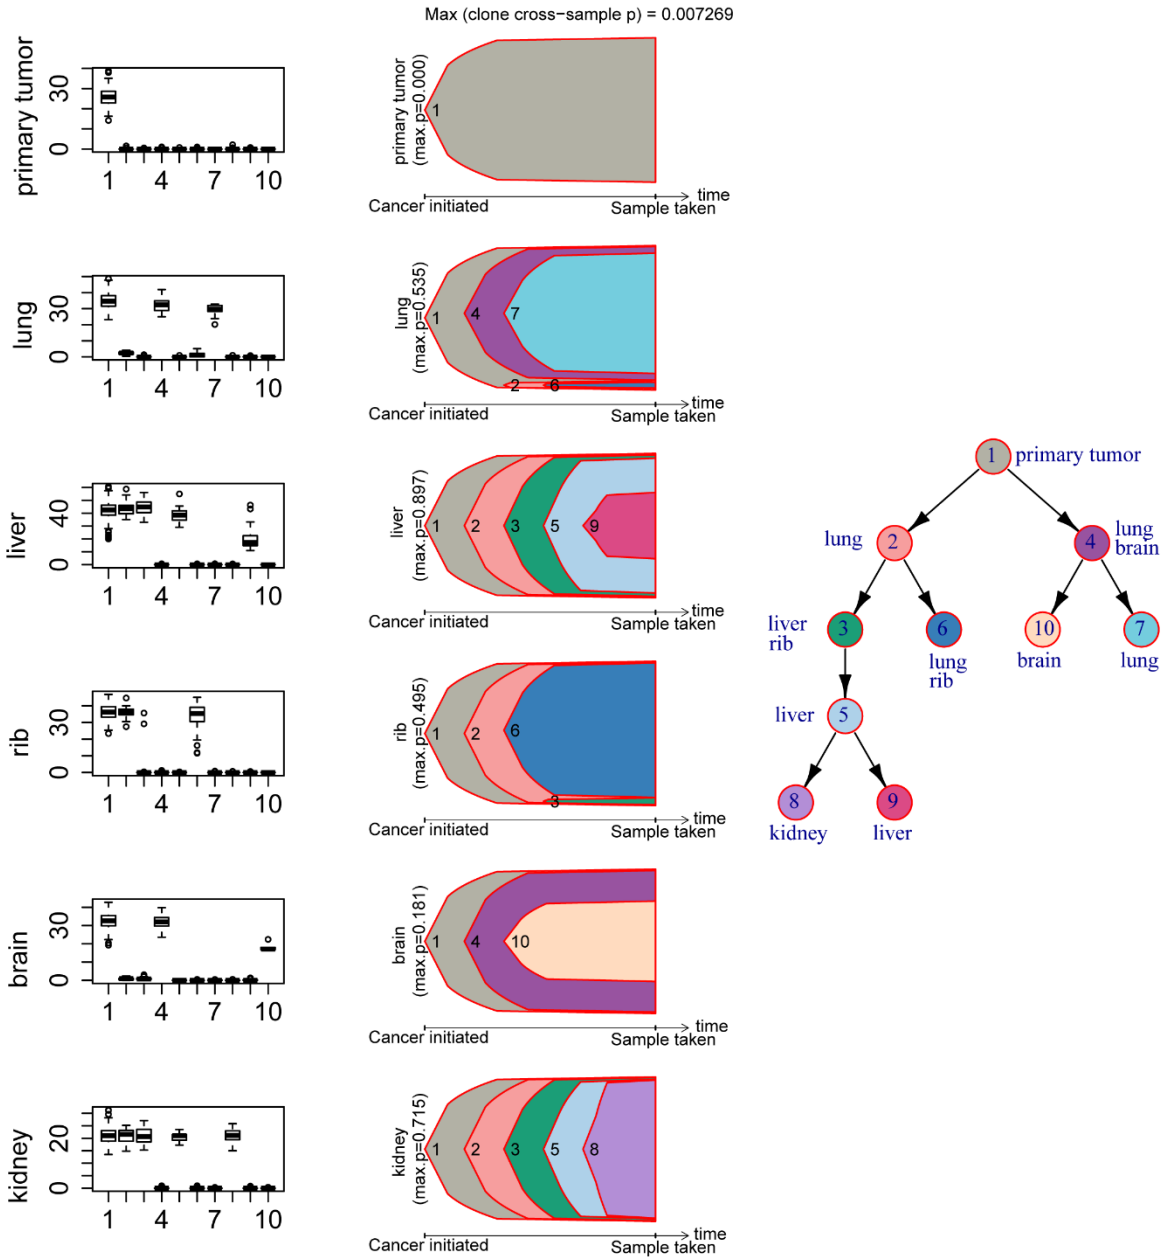 Max (clone cross−sample p) = 0.007269
primary tumor
30
0
1 4 7 10
primary tumor
(max.p=0.000)
1
time
Cancer initiated
Sample taken
lung
30
0
1 4 7 10
lung
(max.p=0.535)
1 4 7
2 6
time
Cancer initiated
Sample taken
liver
40
0
1 4 7 10
liver
(max.p=0.897)
1 2 3 5 9
time
Cancer initiated
Sample taken
rib
30
0
1 4 7 10
rib
(max.p=0.495)
1 2 6
3
time
Cancer initiated
Sample taken
brain
30
0
1 4 7 10
brain
(max.p=0.181)
1 4 10
time
Cancer initiated
Sample taken
kidney
20
0
1 4 7 10
kidney
(max.p=0.715)
1 2 3 5 8
time
Cancer initiated
Sample taken
1 primary tumor
lung 2
4 lung
brain
liver
rib
3
6
lung
rib
10
brain
7
lung
liver 5
8
kidney
9
liver